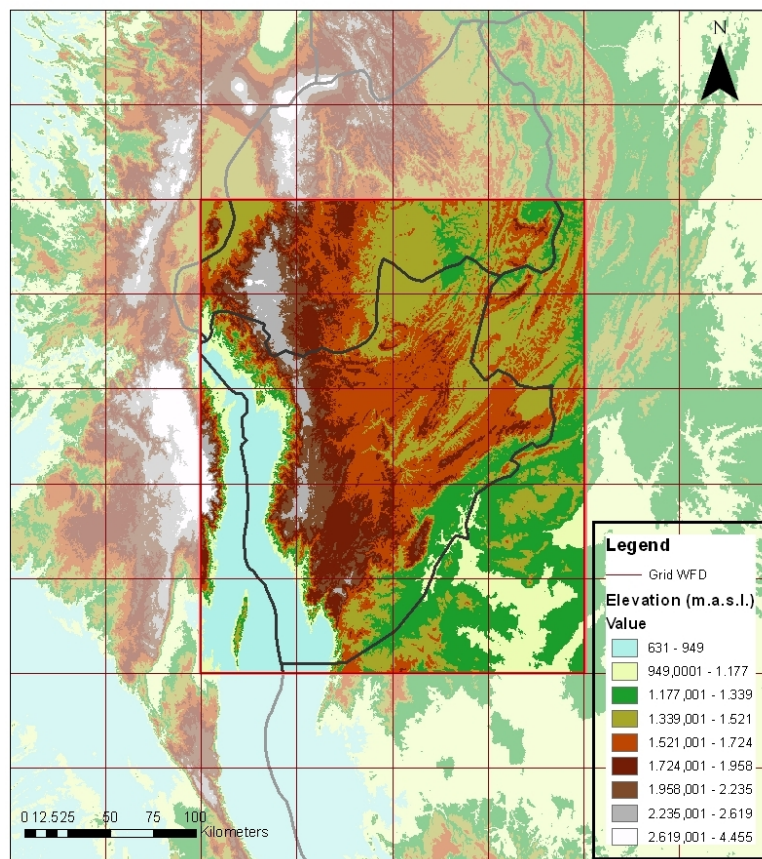 N
Legend
Grid WFD
Elevation (m.a.s.l.)
Value
631 - 949
949,0001 - 1.177
1.177,001 - 1.339
1.339,001 - 1.521
1.521,001 - 1.724
1.724,001 - 1.958
1.958,001 - 2.235
2.235,001 - 2.619
2.619,001 - 4.455
0 12.525 50 75 100
Kilometers